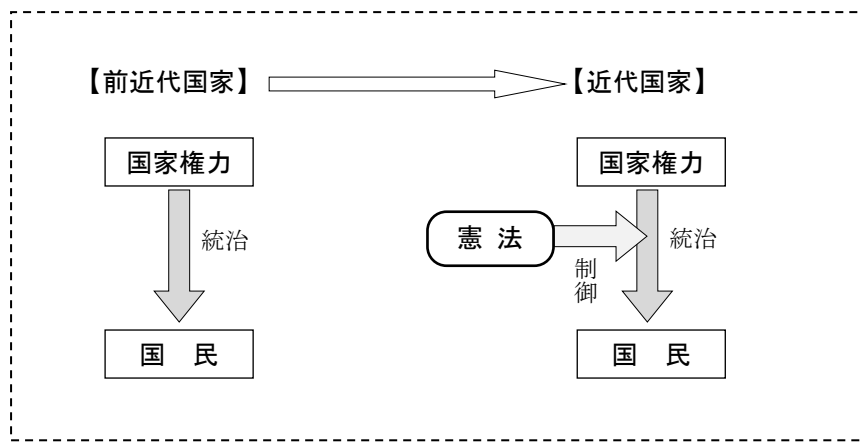 【前近代国家】 【近代国家】
国家権力 国家権力
統治 憲法 制御 統治
国　民 国　民